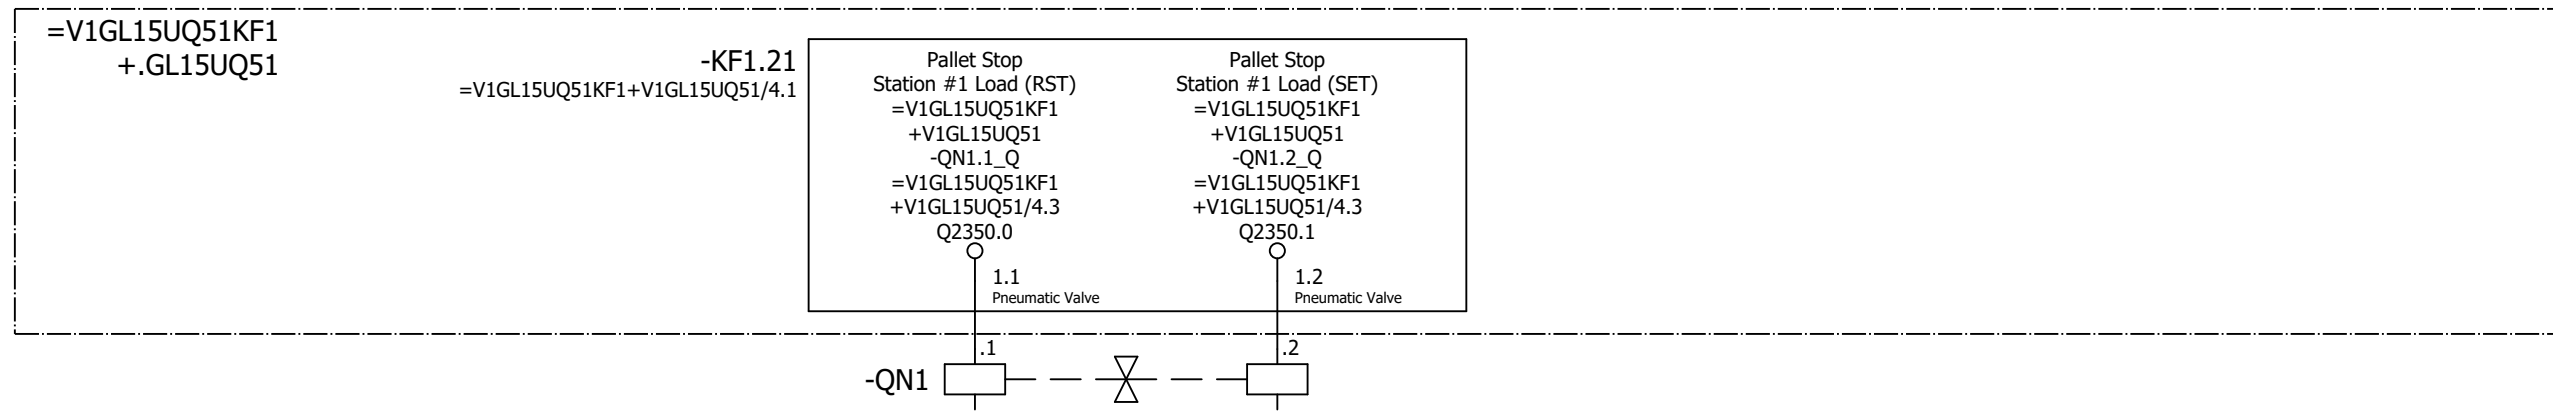 =V1GL15UQ51KF1
+.GL15UQ51
-KF1.21
=V1GL15UQ51KF1+V1GL15UQ51/4.1
Pallet Stop
Station #1 Load (RST)
=V1GL15UQ51KF1
+V1GL15UQ51
-QN1.1_Q
=V1GL15UQ51KF1
+V1GL15UQ51/4.3
Q2350.0
1.1
Pneumatic Valve
Pallet Stop
Station #1 Load (SET)
=V1GL15UQ51KF1
+V1GL15UQ51
-QN1.2_Q
=V1GL15UQ51KF1
+V1GL15UQ51/4.3
Q2350.1
1.2
Pneumatic Valve
-QN1
.1
.2